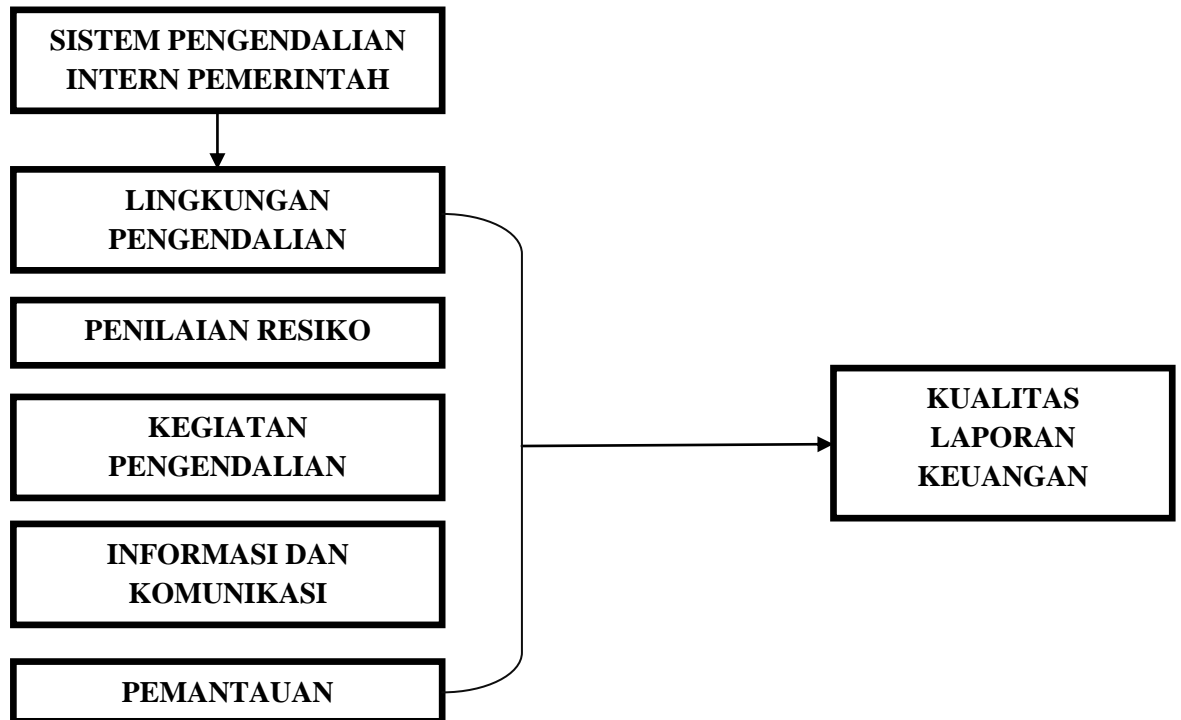 SISTEM PENGENDALIAN
INTERN PEMERINTAH
LINGKUNGAN
PENGENDALIAN
PENILAIAN RESIKO
KEGIATAN
PENGENDALIAN
INFORMASI DAN
KOMUNIKASI
PEMANTAUAN
KUALITAS
LAPORAN
KEUANGAN